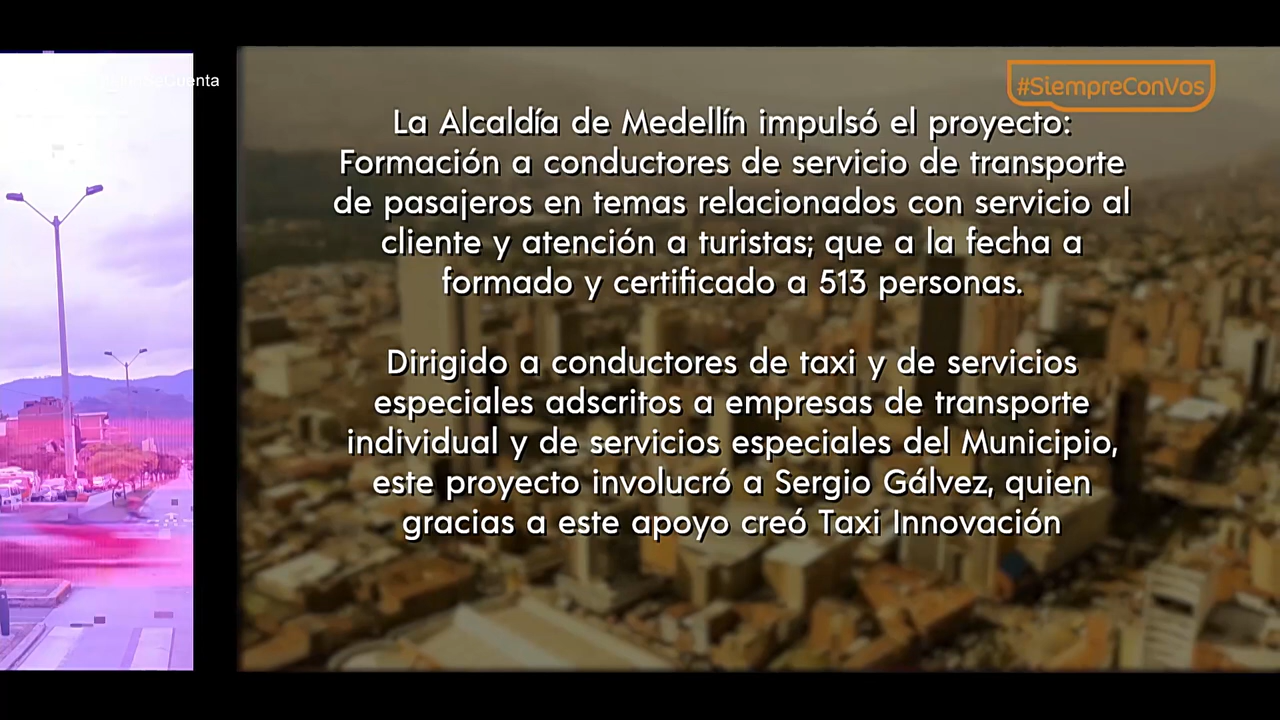 #SiempreConVos
La Alcaldía de Medellín impulsó el proyecto:
Formación a conductores de servicio de transporte
de pasajeros en temas relacionados con servicio al
cliente y atención a turistas; que a la fecha a
formado y certificado a 513 personas.
Dirigido a conductores de taxi y de servicios
especiales adscritos a empresas de transporte
individual y de servicios especiales del Municipio,
este proyecto involucró a Sergio Gálvez, quien
gracias a este apoyo creó Taxi Innovación